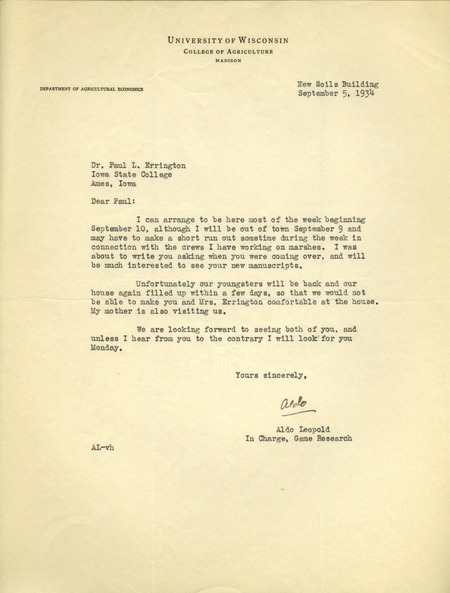 UNIVERSITY OF WISCONSIN
COLLEGE OF AGRICULTURE
MADISON
DEPARTMENT OF AGRICULTURAL ECONOMICS
New Soils Building
September 5, 1934
Dr. Paul L. Errington
Iowa State College
Ames, Iowa
Dear Paul:
I can arrange to be here most of the week beginning
September 10, although I will be out of town September 9 and
may have to make a short run out sometime during the week in
connection with the crews I have working on marshes. I was
about to write you asking when you were coming over, and will
be much interested to see your new manuscripts.
Unfortunately our youngsters will be back and our
house again filled up within a few days, so that we would not
be able to make you and Mrs. Errington comfortable at the house.
My mother is also visiting us.
We are looking forward to seeing both of you, and
unless I hear from you to the contrary I will look for you
Monday.
Yours sincerely,
Aldo
Aldo Leopold
In Charge, Game Research
AL-vh